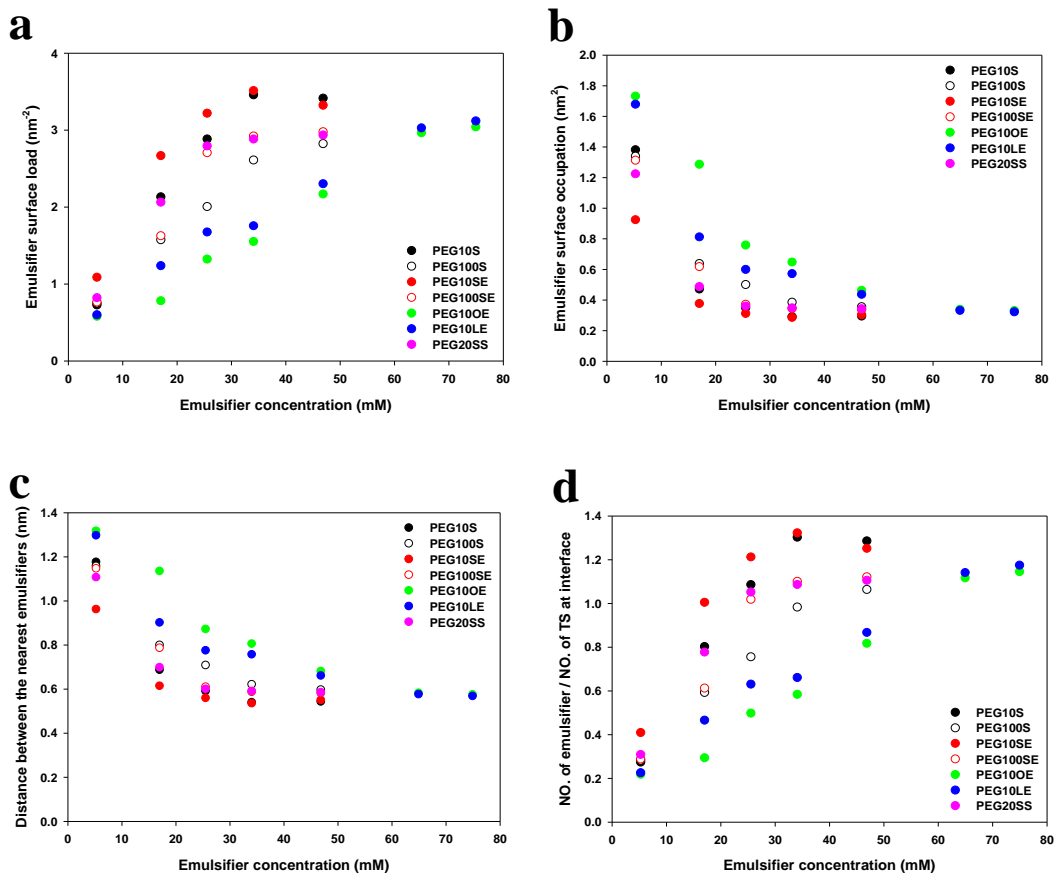 a
Emulsifier surface load (nm-2)
4
3
2
1
0
0 10 20 30 40 50 60 70 80
Emulsifier concentration (mM)
PEG10S
PEG100S
PEG10SE
PEG100SE
PEG10OE
PEG10LE
PEG20SS
b
Emulsifier surface occupation (nm2)
2.0
1.8
1.6
1.4
1.2
1.0
0.8
0.6
0.4
0.2
0.0
0 10 20 30 40 50 60 70 80
Emulsifier concentration (mM)
PEG10S
PEG100S
PEG10SE
PEG100SE
PEG10OE
PEG10LE
PEG20SS
c
Distance between the nearest emulsifiers (nm)
1.4
1.2
1.0
0.8
0.6
0.4
0.2
0.0
0 10 20 30 40 50 60 70 80
Emulsifier concentration (mM)
PEG10S
PEG100S
PEG10SE
PEG100SE
PEG10OE
PEG10LE
PEG20SS
d
NO. of emulsifier / NO. of TS at interface
1.4
1.2
1.0
0.8
0.6
0.4
0.2
0.0
0 10 20 30 40 50 60 70 80
Emulsifier concentration (mM)
PEG10S
PEG100S
PEG10SE
PEG100SE
PEG10OE
PEG10LE
PEG20SS